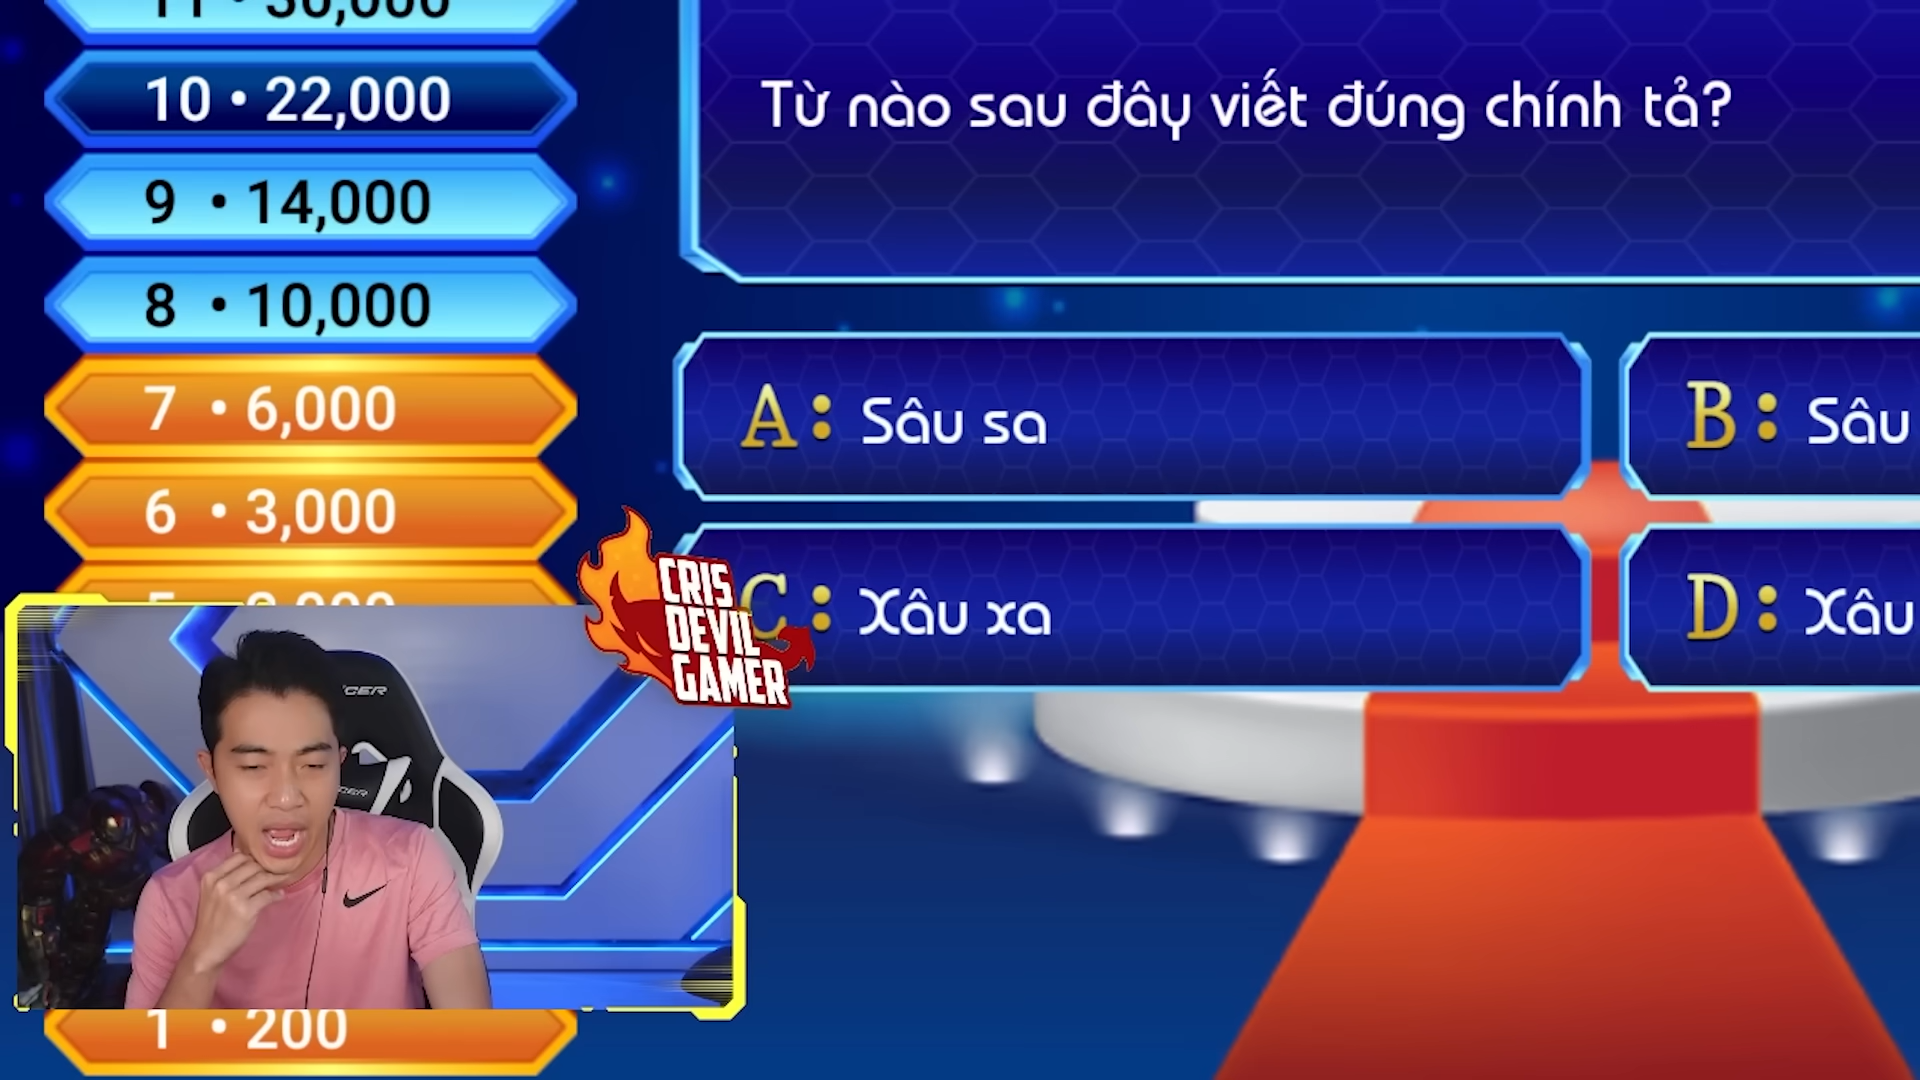 10 • 22,000
9 • 14,000
8 • 10,000
7 • 6,000
6 • 3,000
1 • 200
Từ nào sau đây viết đúng chính tả?
A: Sâu sa
B: Sâu
C: Xâu xa
D: Xâu
CRIS
DEVIL
GAMER